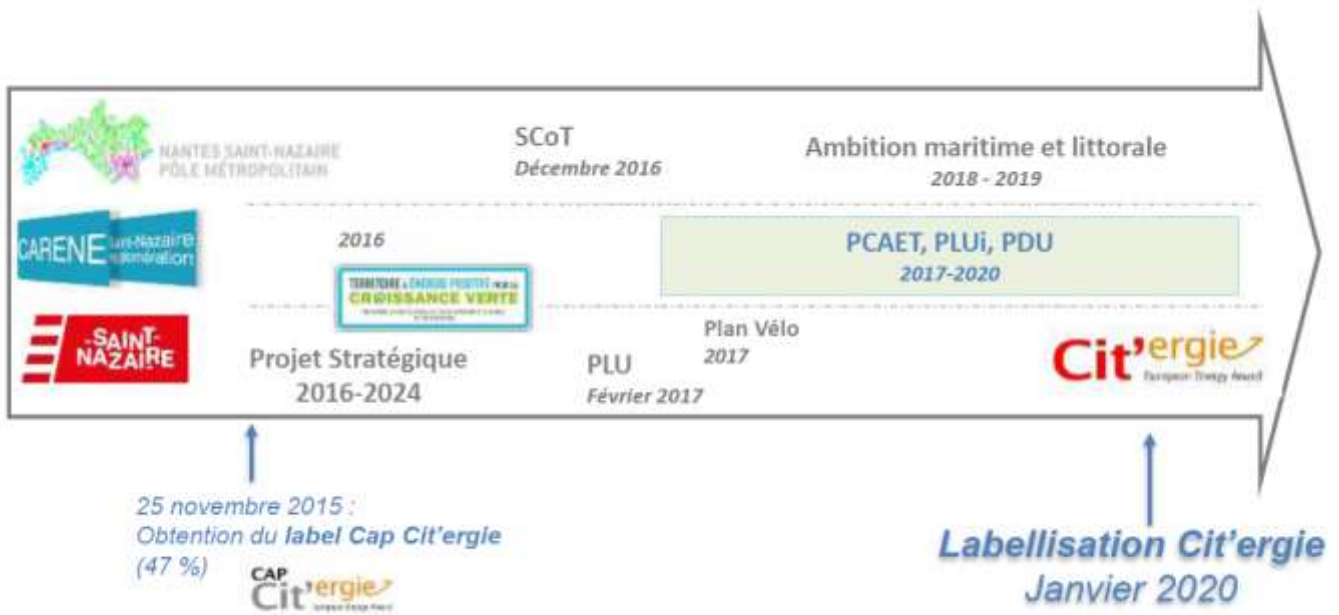 NANTES SAINT-NAZAIRE
PÔLE MÉTROPOLITAIN
SCoT
Décembre 2016
Ambition maritime et littorale
2018 - 2019
CARENE Saint-Nazaire
agglomération
2016
TERRITOIRE à ÉNERGIE POSITIVE POUR LA
CROISSANCE VERTE
PCAET, PLUi, PDU
2017-2020
-SAINT-
NAZAIRE
Projet Stratégique
2016-2024
PLU
Février 2017
Plan Vélo
2017
Cit'ergie
European Energy Award
25 novembre 2015 :
Obtention du label Cap Cit'ergie
(47 %)
CAP
Cit'ergie
European Energy Award
Labellisation Cit'ergie
Janvier 2020